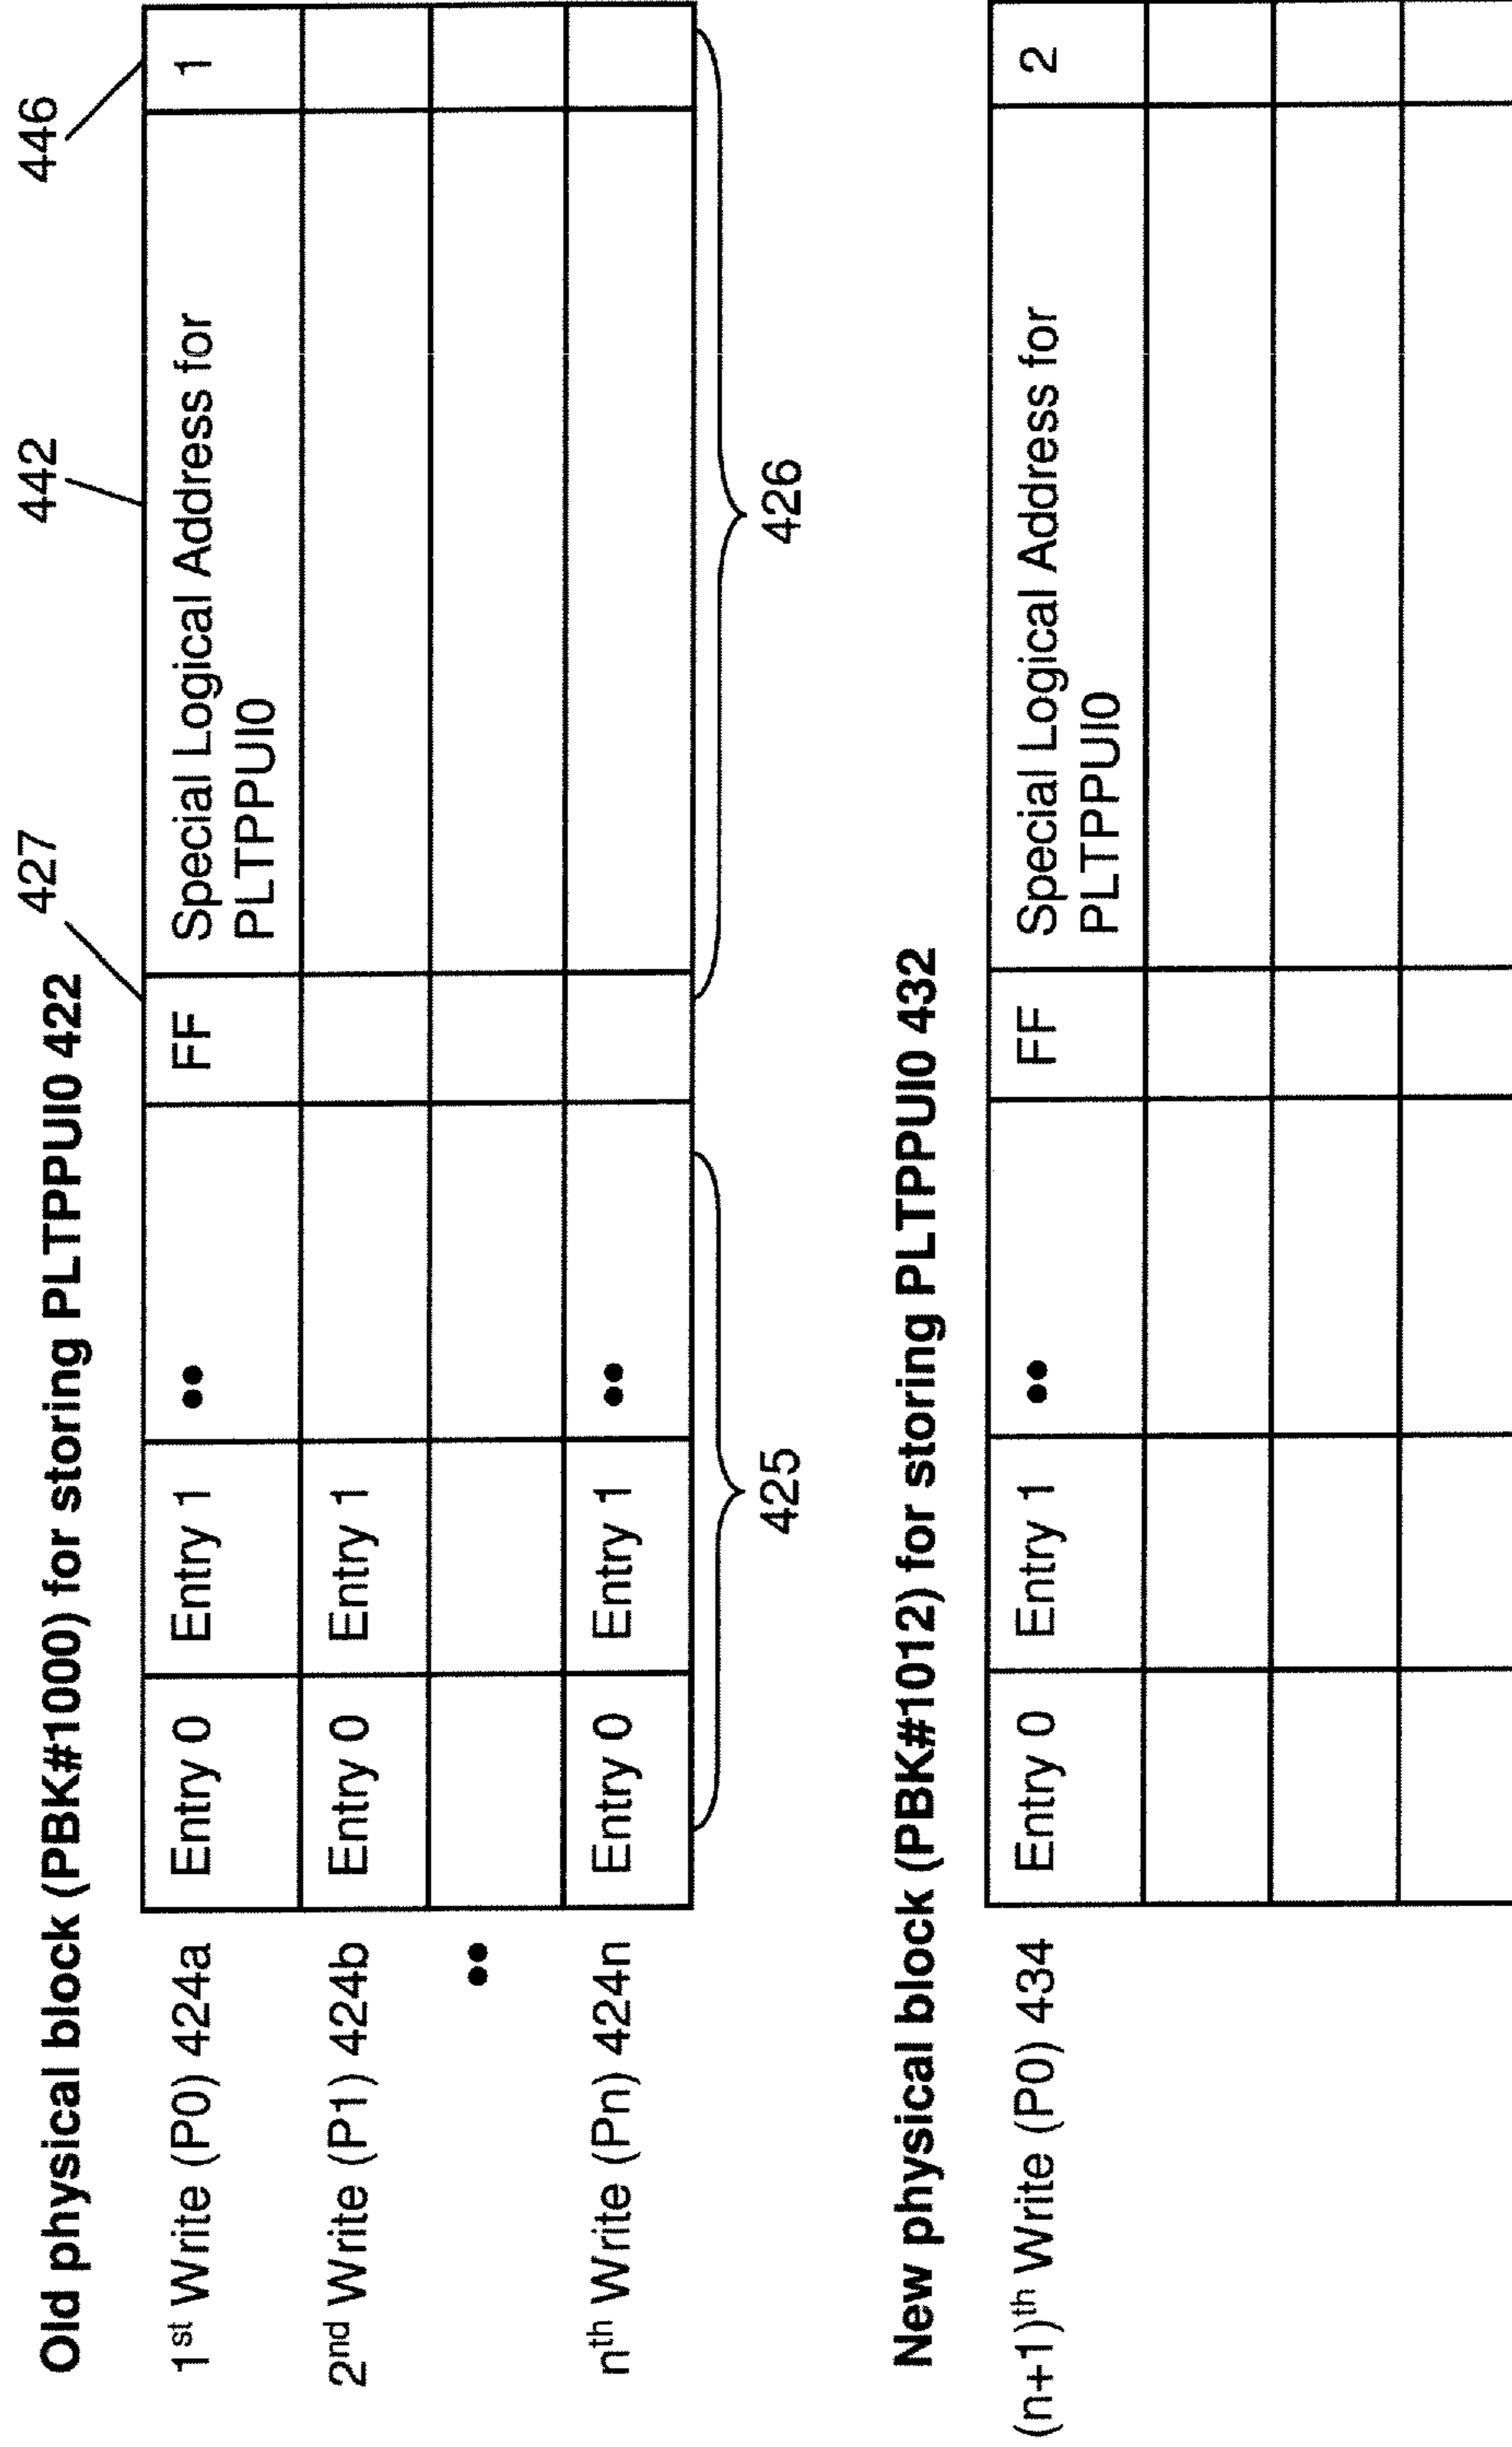 Old physical block (PBK#1000) for storing PLTPPUI0 422
427
442
446
1st Write (P0) 424a
Entry 0
Entry 1
••
FF
Special Logical Address for
PLTPPUI0
1
2nd Write (P1) 424b
Entry 0
Entry 1
••
nth Write (Pn) 424n
Entry 0
Entry 1
••
425
426
New physical block (PBK#1012) for storing PLTPPUI0 432
(n+1)th Write (P0) 434
Entry 0
Entry 1
••
FF
Special Logical Address for
PLTPPUI0
2